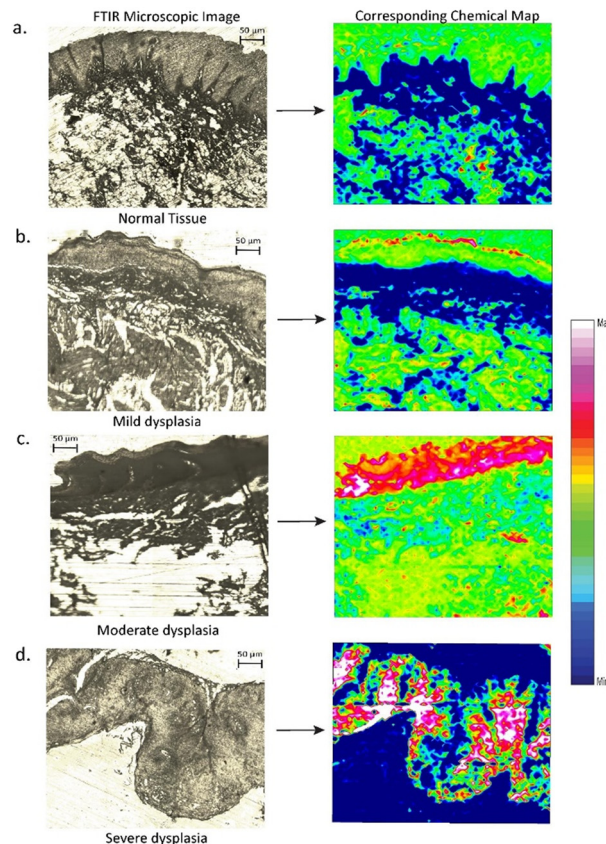 FTIR Microscopic Image
Corresponding Chemical Map
a.
50 µm
Normal Tissue
b.
50 µm
Mild dysplasia
c.
50 µm
Moderate dysplasia
d.
50 µm
Severe dysplasia